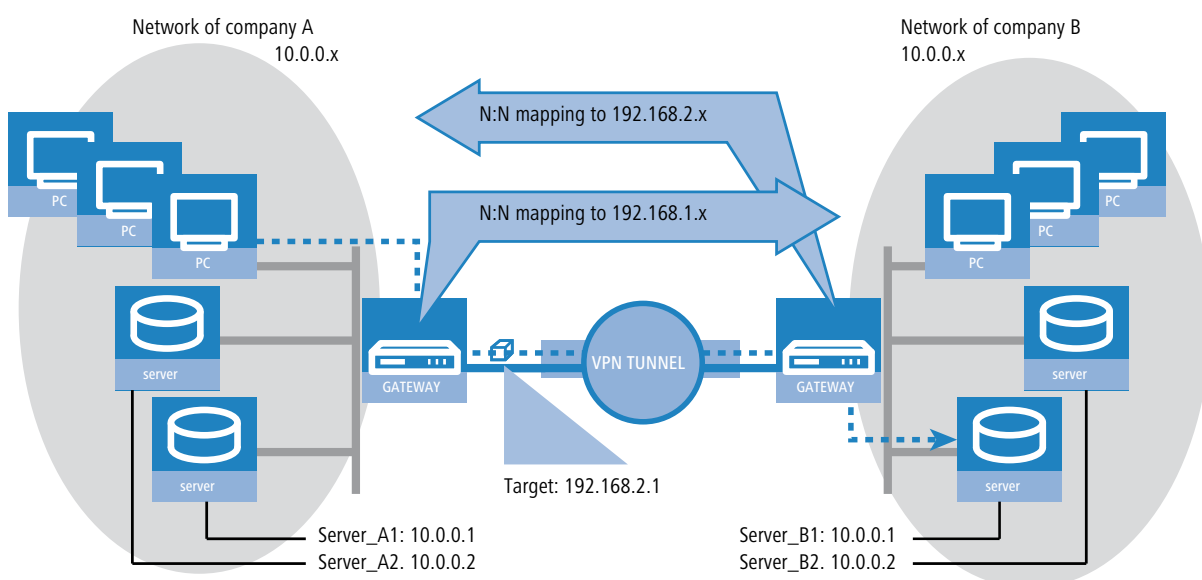 Network of company A
10.0.0.x
Network of company B
10.0.0.x
N:N mapping to 192.168.2.x
N:N mapping to 192.168.1.x
PC
PC
PC
PC
PC
PC
server
server
GATEWAY
VPN TUNNEL
GATEWAY
server
server
Target: 192.168.2.1
Server_A1: 10.0.0.1
Server_A2. 10.0.0.2
Server_B1: 10.0.0.1
Server_B2. 10.0.0.2